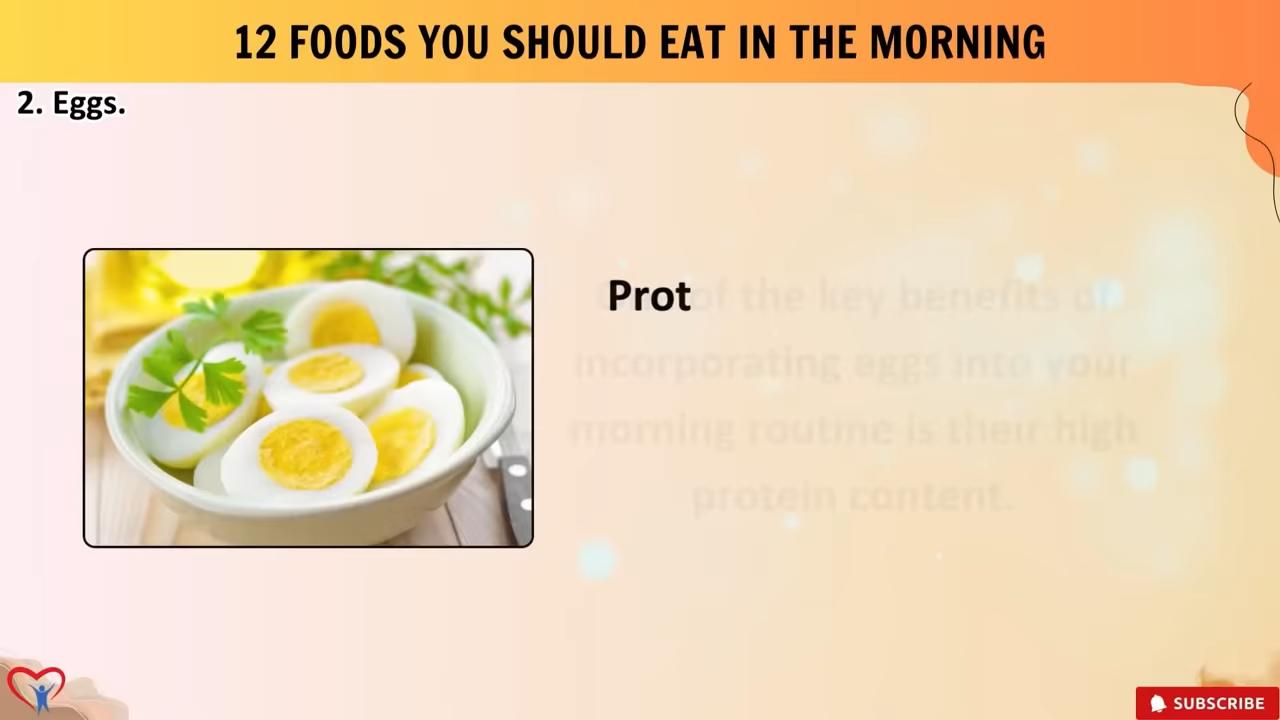 12 FOODS YOU SHOULD EAT IN THE MORNING
2. Eggs.
Prot
of the key benefits of
incorporating eggs into your
morning routine is their high
protein content.
SUBSCRIBE